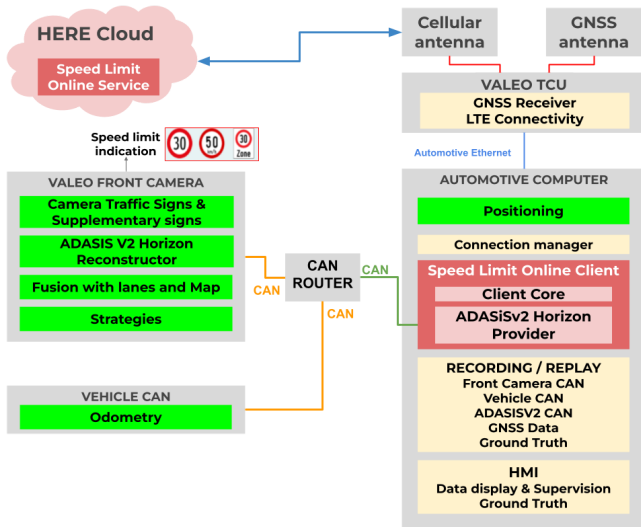 HERE Cloud
Speed Limit
Online Service
Cellular
antenna
GNSS
antenna
VALEO TCU
GNSS Receiver
LTE Connectivity
Speed limit
indication
30
50
km/h
30
Zone
Automotive Ethernet
VALEO FRONT CAMERA
Camera Traffic Signs &
Supplementary signs
ADASIS V2 Horizon
Reconstructor
Fusion with lanes and Map
Strategies
CAN
CAN
ROUTER
CAN
CAN
VEHICLE CAN
Odometry
AUTOMOTIVE COMPUTER
Positioning
Connection manager
Speed Limit Online Client
Client Core
ADASiSv2 Horizon
Provider
RECORDING / REPLAY
Front Camera CAN
Vehicle CAN
ADASISV2 CAN
GNSS Data
Ground Truth
HMI
Data display & Supervision
Ground Truth